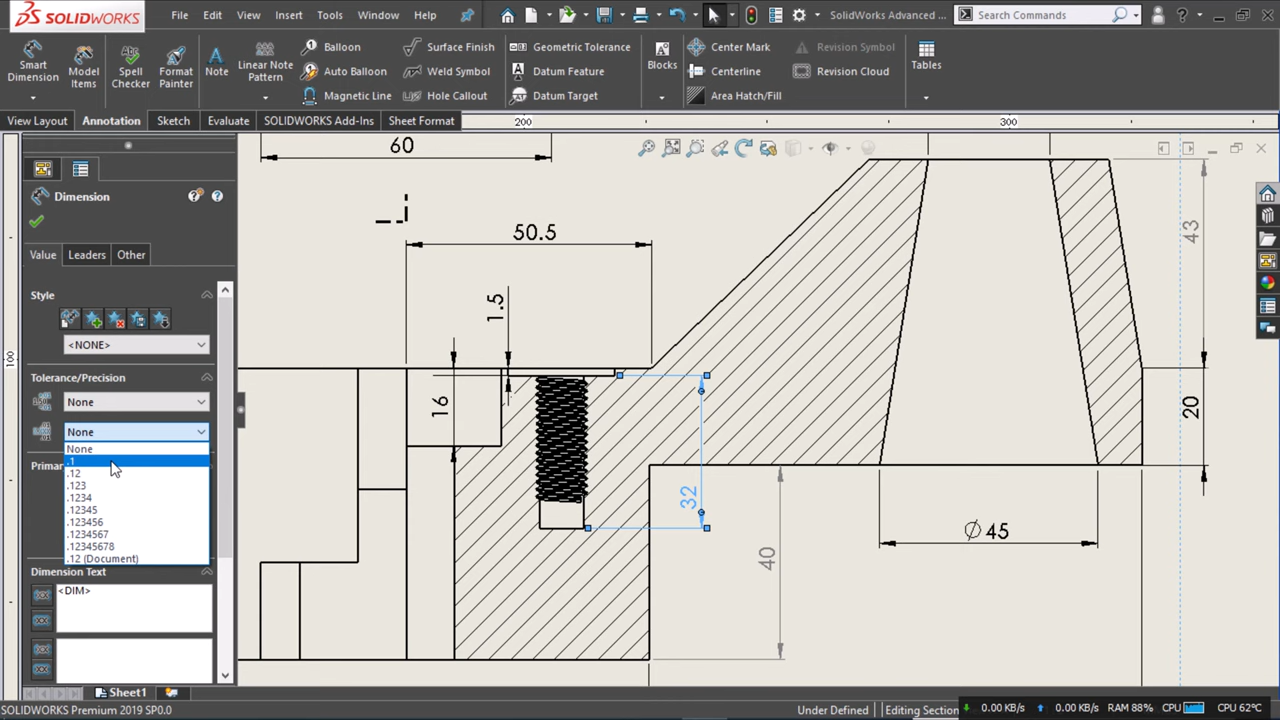 SOLIDWORKS File Edit View Insert Tools Window Help SolidWorks Advanced ... Search Commands
Smart Dimension
Model Items
Spell Checker
Format Painter
Note
Linear Note Pattern
Balloon
Auto Balloon
Magnetic Line
Surface Finish
Weld Symbol
Hole Callout
Geometric Tolerance
Datum Feature
Datum Target
Blocks
Center Mark
Centerline
Area Hatch/Fill
Revision Symbol
Revision Cloud
Tables
View Layout Annotation Sketch Evaluate SOLIDWORKS Add-Ins Sheet Format
200 300
100
Dimension
Value Leaders Other
Style
<NONE>
Tolerance/Precision
None
None
None
.1
.12
.123
.1234
.12345
.123456
.1234567
.12345678
.12 (Document)
Prima
Dimension Text
<DIM>
60
50.5
1.5
16
32
40
∅45
43
20
Sheet1
SOLIDWORKS Premium 2019 SP0.0
Under Defined Editing Section 0.00 KB/s 0.00 KB/s RAM 88% CPU CPU 62°C